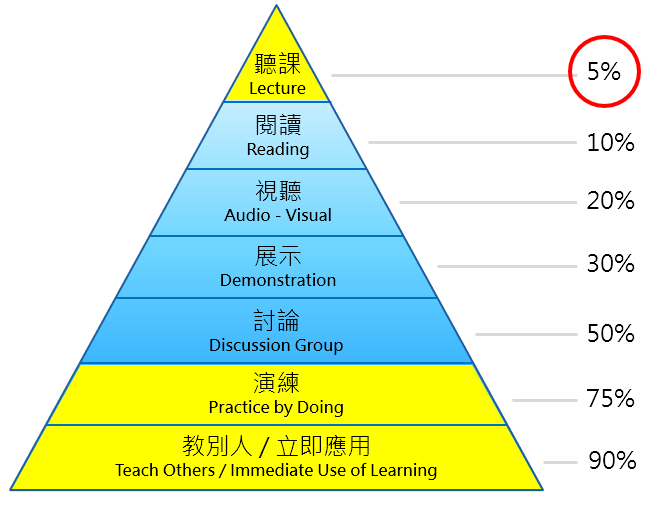 聽課
Lecture
5%
閱讀
Reading
10%
視聽
Audio - Visual
20%
展示
Demonstration
30%
討論
Discussion Group
50%
演練
Practice by Doing
75%
教別人 / 立即應用
Teach Others / Immediate Use of Learning
90%